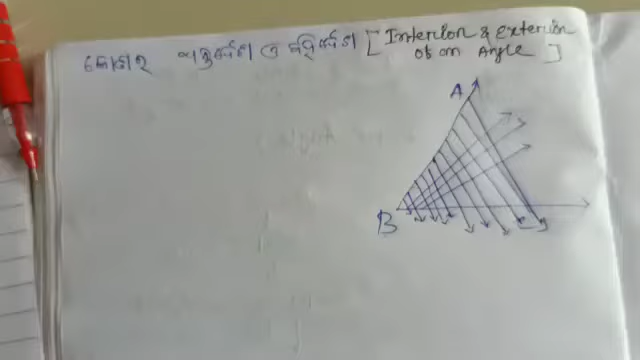 କୋଣର ଅନ୍ତର୍ଦେଶ ଓ ବହିର୍ଦେଶ [ Interior & Exterior
of an Angle ]
A
B